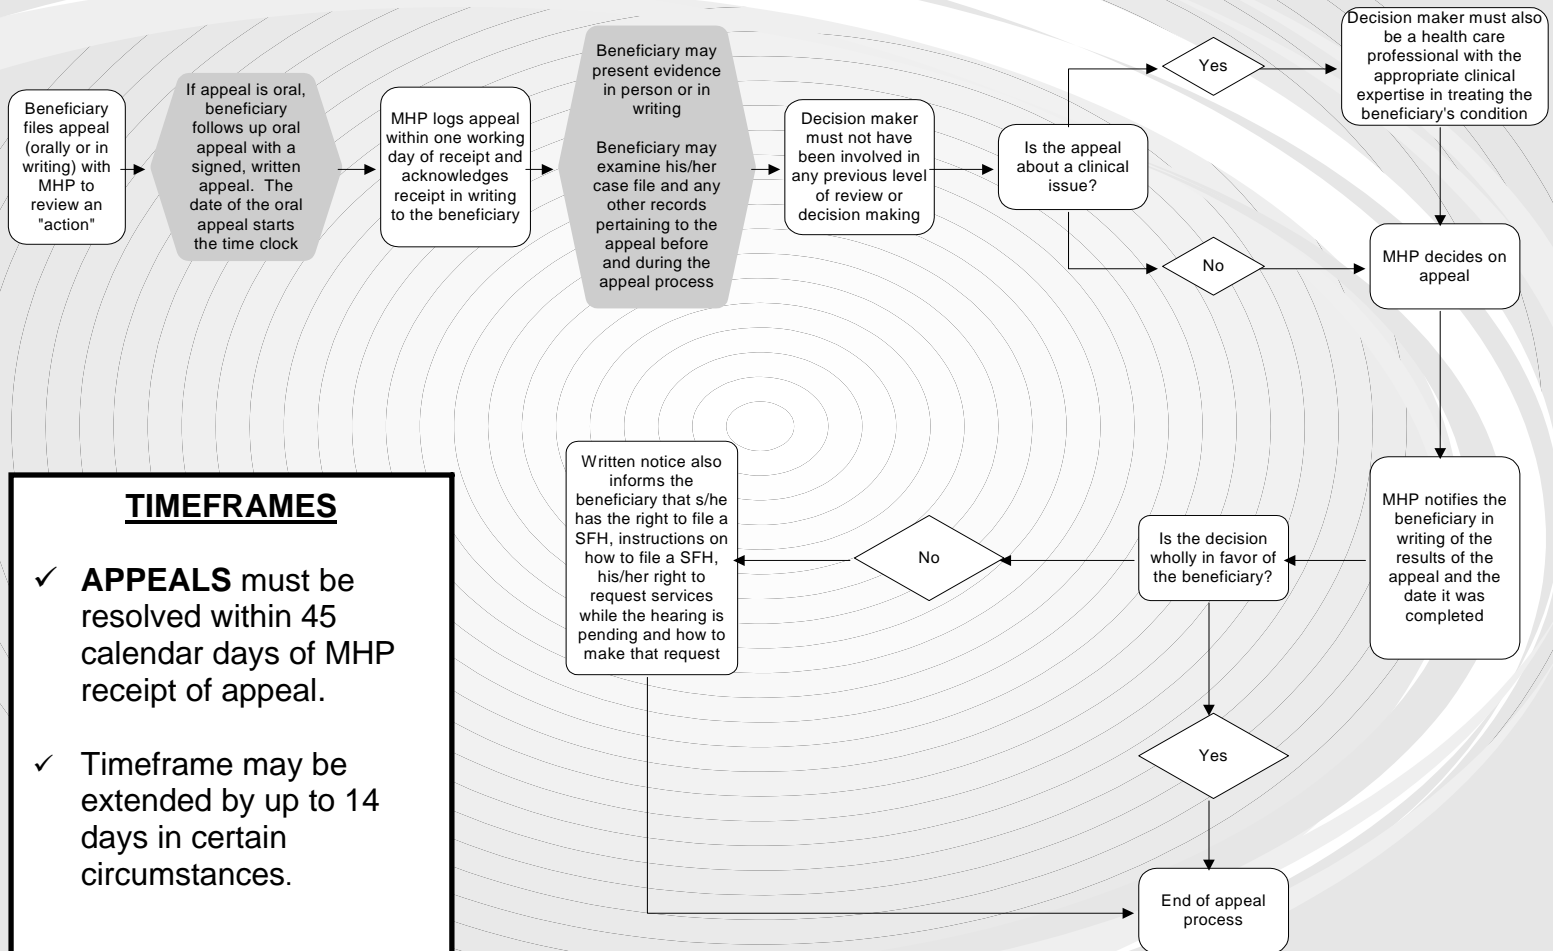 Beneficiary
files appeal
(orally or in
writing) with
MHP to
review an
"action"
If appeal is oral,
beneficiary
follows up oral
appeal with a
signed, written
appeal.  The
date of the oral
appeal starts
the time clock
MHP logs appeal
within one working
day of receipt and
acknowledges
receipt in writing
to the beneficiary
Beneficiary may
present evidence
in person or in
writing
Beneficiary may
examine his/her
case file and any
other records
pertaining to the
appeal before
and during the
appeal process
Decision maker
must not have
been involved in
any previous level
of review or
decision making
Is the appeal
about a clinical
issue?
Yes
Decision maker must also
be a health care
professional with the
appropriate clinical
expertise in treating the
beneficiary's condition
No
MHP decides on
appeal
MHP notifies the
beneficiary in
writing of the
results of the
appeal and the
date it was
completed
Is the decision
wholly in favor of
the beneficiary?
No
Written notice also
informs the
beneficiary that s/he
has the right to file a
SFH, instructions on
how to file a SFH,
his/her right to
request services
while the hearing is
pending and how to
make that request
Yes
End of appeal
process
TIMEFRAMES
✓ APPEALS must be
resolved within 45
calendar days of MHP
receipt of appeal.
✓ Timeframe may be
extended by up to 14
days in certain
circumstances.